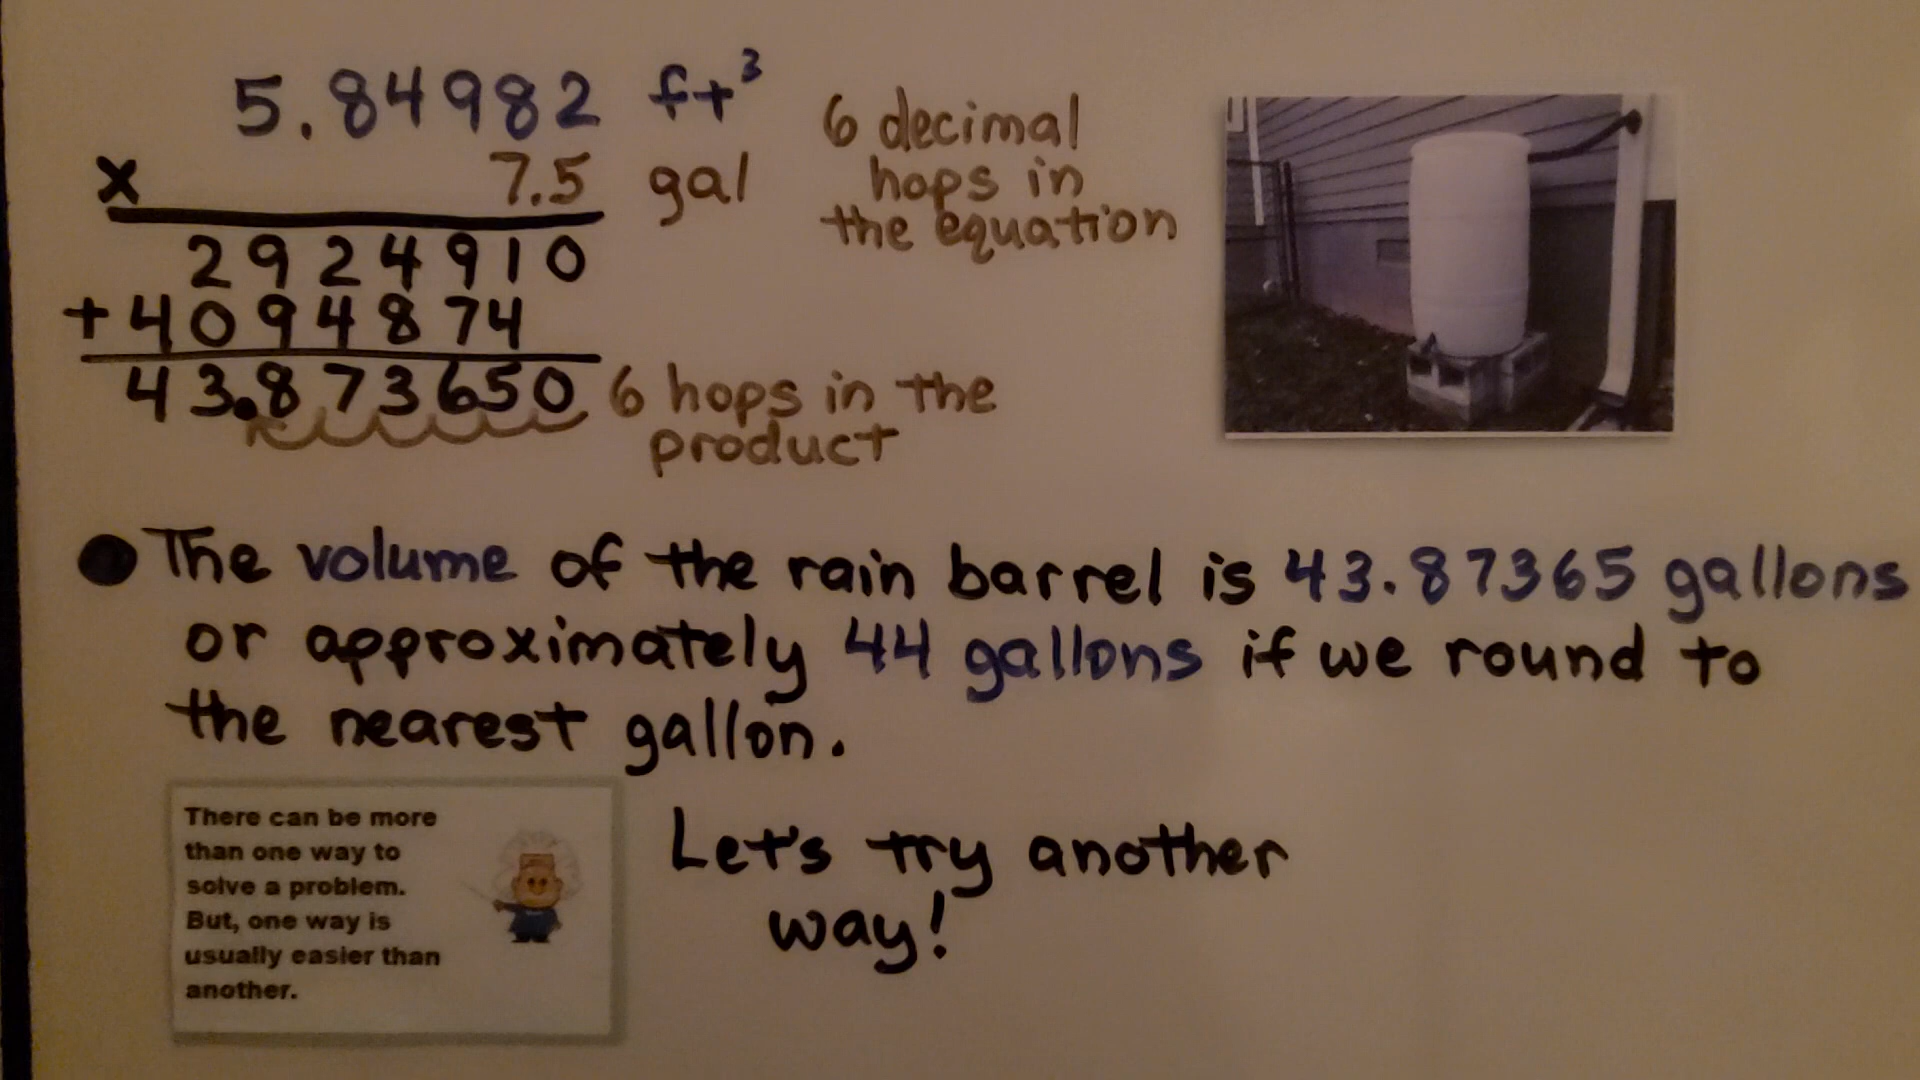 5.84982 ft³
x 7.5 gal
6 decimal
hops in
the equation
2924910
+4094874
43.873650
6 hops in the
product
The volume of the rain barrel is 43.87365 gallons
or approximately 44 gallons if we round to
the nearest gallon.
There can be more
than one way to
solve a problem.
But, one way is
usually easier than
another.
Let's try another
way!